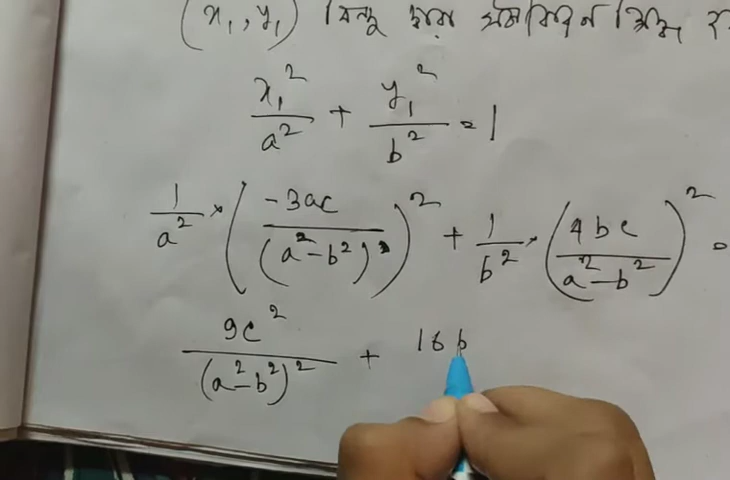 (x₁, y₁) বিন্দু দ্বারা
x₁²/a² + y₁²/b² = 1
1/a² × (-3ac/(a²-b²))² + 1/b² × (4bc/(a²-b²))² =
9c²/(a²-b²)² + 16b